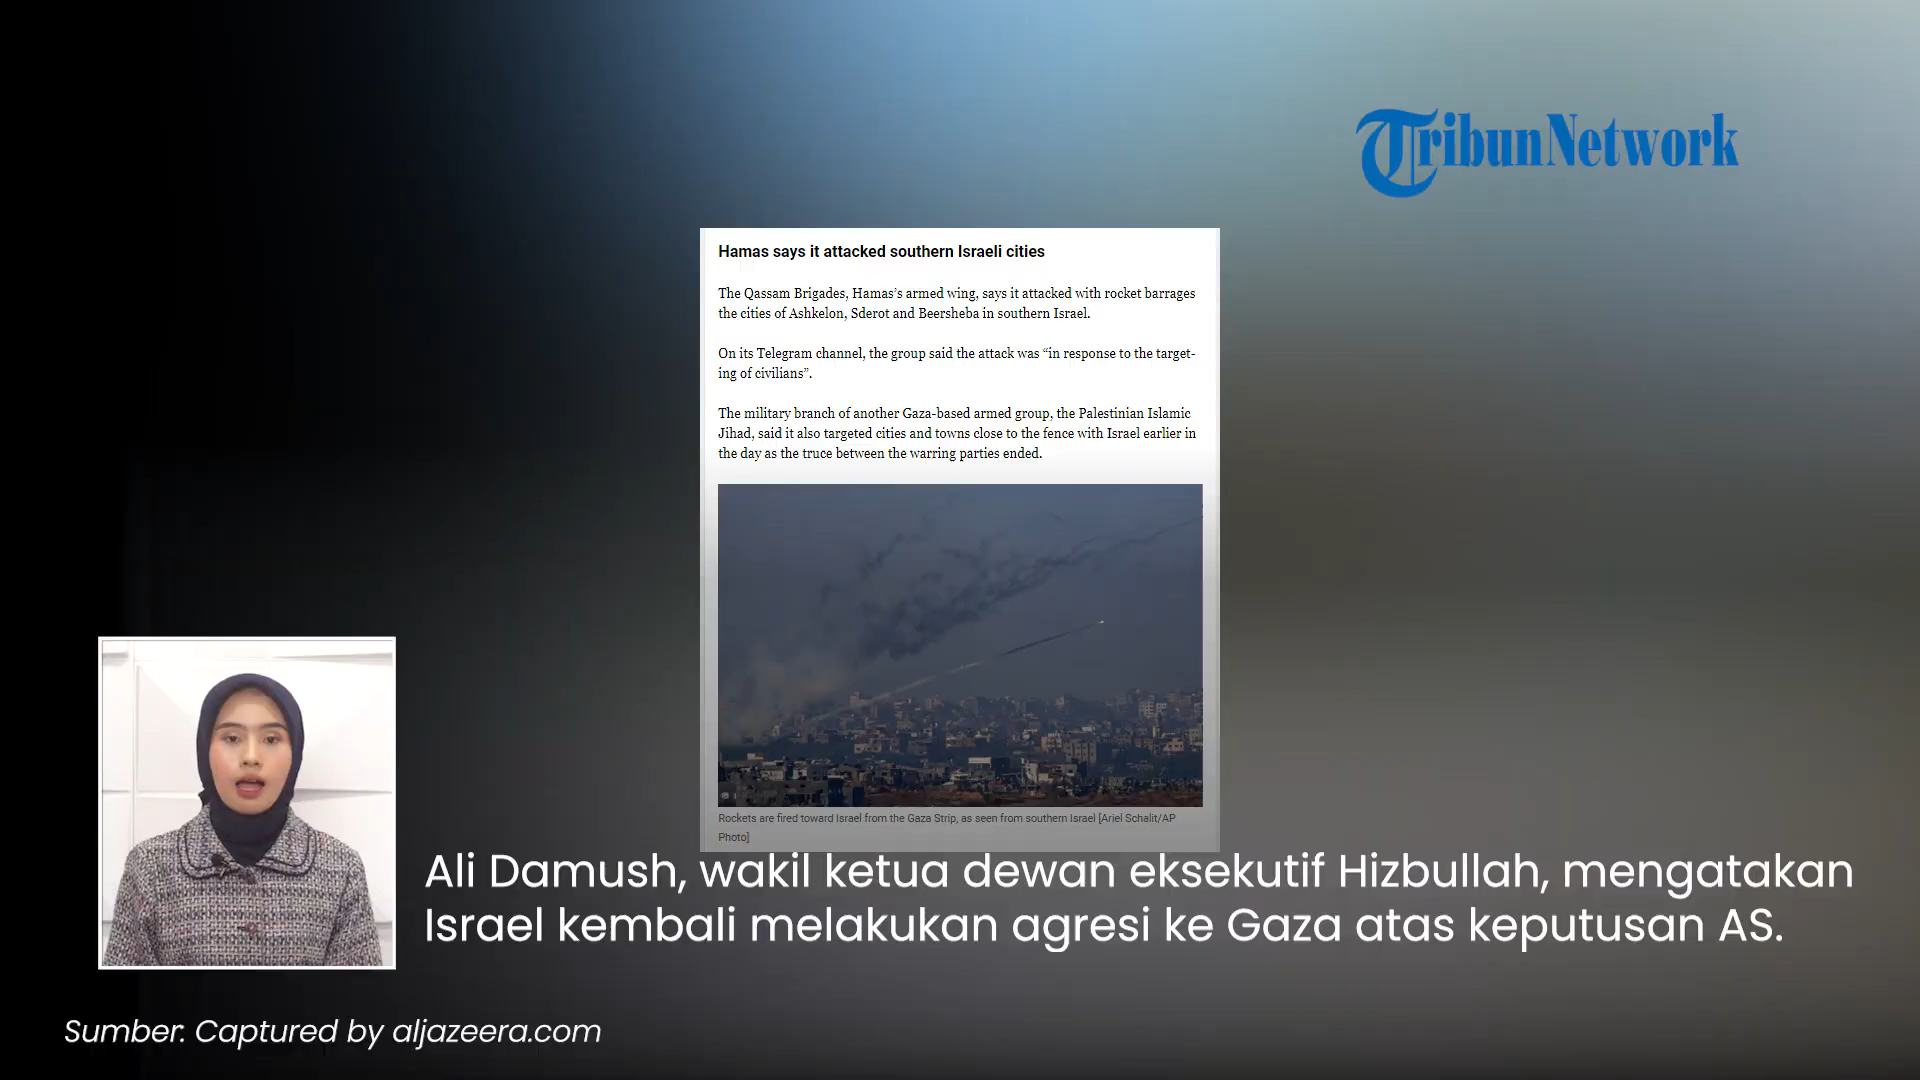 TribunNetwork
Hamas says it attacked southern Israeli cities
The Qassam Brigades, Hamas’s armed wing, says it attacked with rocket barrages
the cities of Ashkelon, Sderot and Beersheba in southern Israel.
On its Telegram channel, the group said the attack was “in response to the target-
ing of civilians”.
The military branch of another Gaza-based armed group, the Palestinian Islamic
Jihad, said it also targeted cities and towns close to the fence with Israel earlier in
the day as the truce between the warring parties ended.
Rockets are fired toward Israel from the Gaza Strip, as seen from southern Israel [Ariel Schalit/AP
Photo]
Ali Damush, wakil ketua dewan eksekutif Hizbullah, mengatakan
Israel kembali melakukan agresi ke Gaza atas keputusan AS.
Sumber: Captured by aljazeera.com